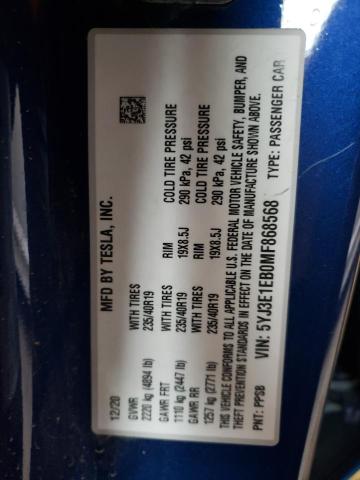 MFD BY TESLA, INC.
12/20
GVWR WITH TIRES RIM COLD TIRE PRESSURE
2220 kg (4894 lb) 235/40R19 19X8.5J 290 kPa, 42 psi
GAWR FRT WITH TIRES RIM COLD TIRE PRESSURE
1110 kg (2447 lb) 235/40R19 19X8.5J 290 kPa, 42 psi
GAWR RR
1257 kg (2771 lb) 235/40R19
THIS VEHICLE CONFORMS TO ALL APPLICABLE U.S. FEDERAL MOTOR VEHICLE SAFETY, BUMPER, AND
THEFT PREVENTION STANDARDS IN EFFECT ON THE DATE OF MANUFACTURE SHOWN ABOVE.
VIN: 5YJ3E1EB0MF868568
PNT: PPSB TYPE: PASSENGER CAR